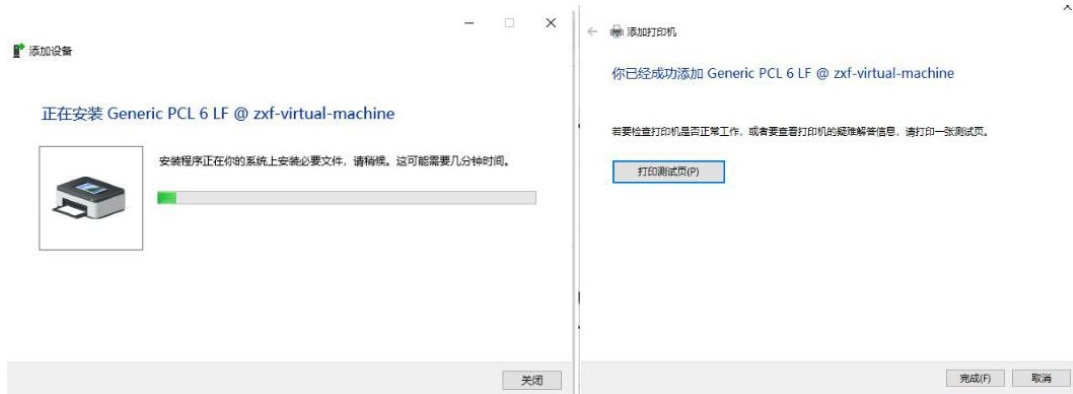 添加设备
正在安装 Generic PCL 6 LF @ zxf-virtual-machine
安装程序正在你的系统上安装必要文件，请稍候。这可能需要几分钟时间。
关闭
添加打印机
你已经成功添加 Generic PCL 6 LF @ zxf-virtual-machine
若要检查打印机是否正常工作，或者要查看打印机的疑难解答信息，请打印一张测试页。
打印测试页(P)
完成(F)
取消